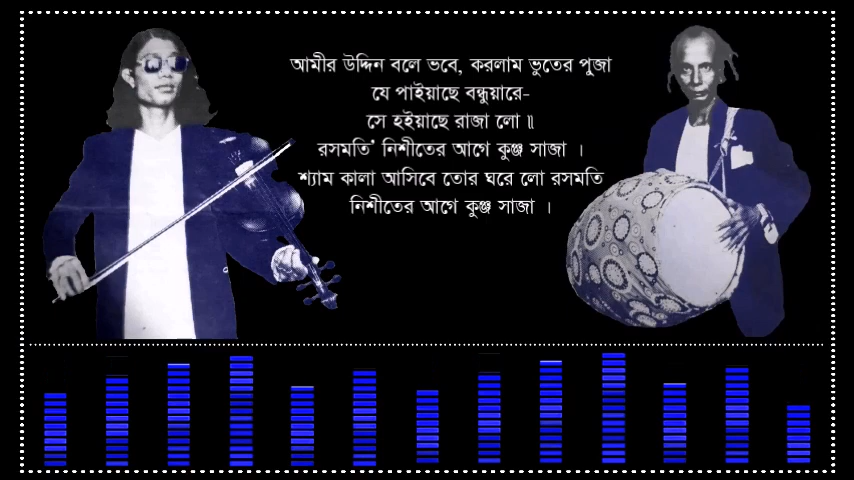 আমীর উদ্দিন বলে ভবে, করলাম ভুতের পুজা
যে পাইয়াছে বন্ধুয়ারে-
সে হইয়াছে রাজা লো ॥
রসমতি' নিশীতের আগে কুঞ্জ সাজা ।
শ্যাম কালা আসিবে তোর ঘরে লো রসমতি
নিশীতের আগে কুঞ্জ সাজা ।